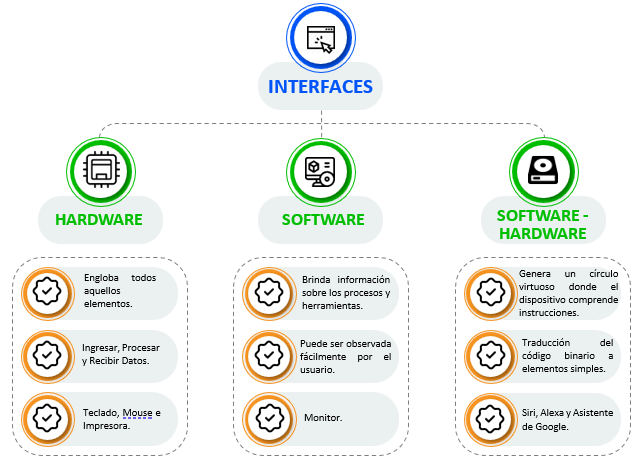 INTERFACES
HARDWARE
SOFTWARE
SOFTWARE -
HARDWARE
Engloba todos
aquellos
elementos.
Ingresar, Procesar
y Recibir Datos.
Teclado, Mouse e
Impresora.
Brinda información
sobre los procesos y
herramientas.
Puede ser observada
fácilmente por el
usuario.
Monitor.
Genera un círculo
virtuoso donde el
dispositivo comprende
instrucciones.
Traducción del
código binario a
elementos simples.
Siri, Alexa y Asistente
de Google.